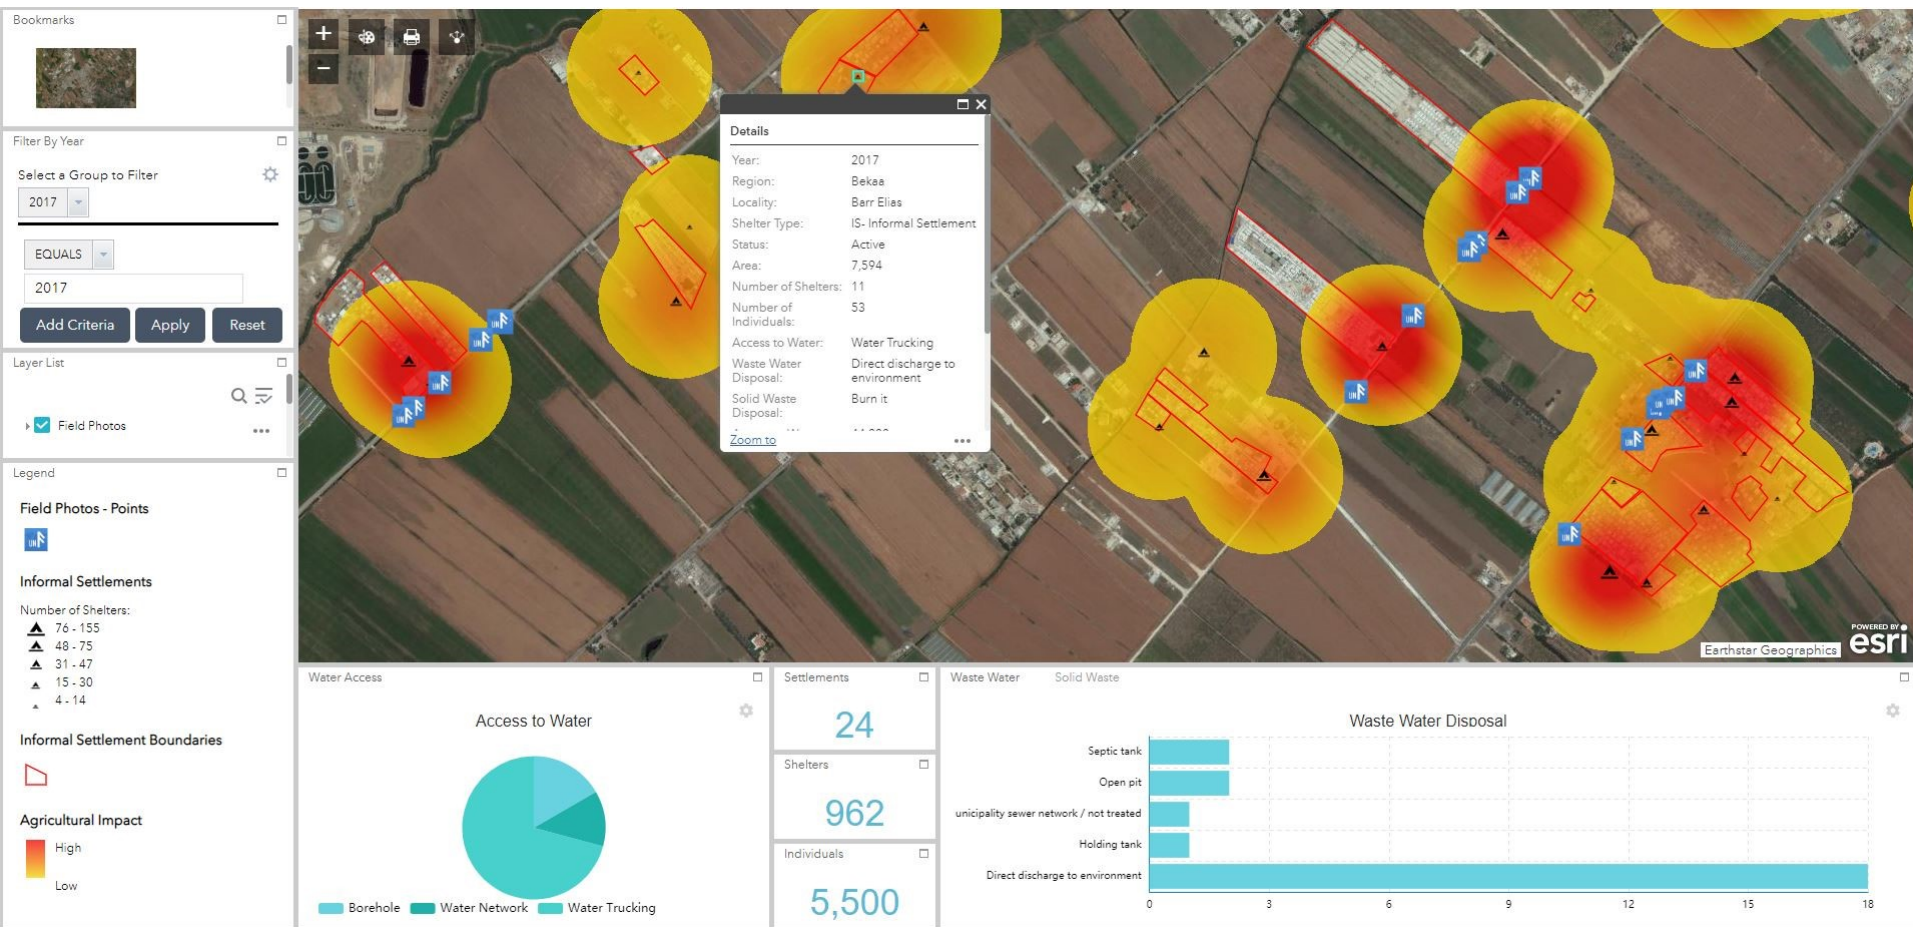 Bookmarks
Filter By Year
Select a Group to Filter
2017
EQUALS
2017
Add Criteria
Apply
Reset
Layer List
Field Photos
Legend
Field Photos - Points
UN
Informal Settlements
Number of Shelters:
76 - 155
48 - 75
31 - 47
15 - 30
4 - 14
Informal Settlement Boundaries
Agricultural Impact
High
Low
Details
Year: 2017
Region: Bekaa
Locality: Barr Elias
Shelter Type: IS- Informal Settlement
Status: Active
Area: 7,594
Number of Shelters: 11
Number of 53
Individuals:
Access to Water: Water Trucking
Waste Water Direct discharge to
Disposal: environment
Solid Waste Burn it
Disposal:
Zoom to
POWERED BY
esri
Earthstar Geographics
Water Access
Access to Water
Borehole
Water Network
Water Trucking
Settlements
24
Shelters
962
Individuals
5,500
Waste Water
Solid Waste
Waste Water Disposal
Septic tank
Open pit
unicipality sewer network / not treated
Holding tank
Direct discharge to environment
0 3 6 9 12 15 18